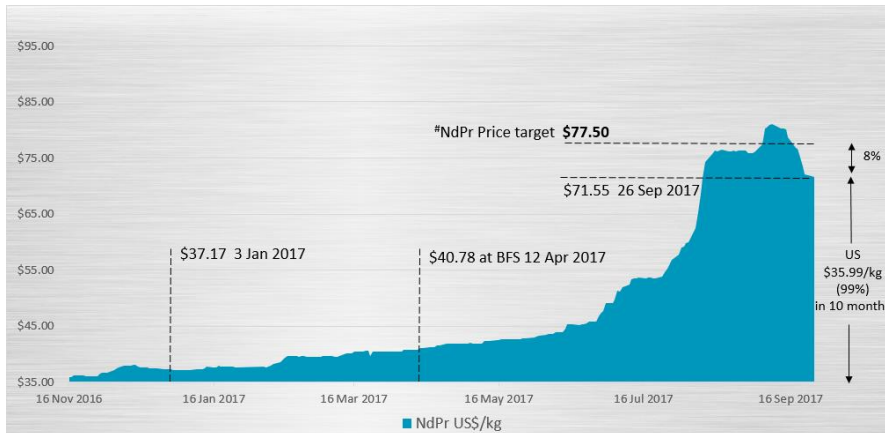 $95.00
$85.00
#NdPr Price target $77.50
$75.00
8%
$71.55 26 Sep 2017
$65.00
$37.17 3 Jan 2017
$40.78 at BFS 12 Apr 2017
$55.00
US
$35.99/kg
(99%)
in 10 month
$45.00
$35.00
16 Nov 2016
16 Jan 2017
16 Mar 2017
16 May 2017
16 Jul 2017
16 Sep 2017
NdPr US$/kg